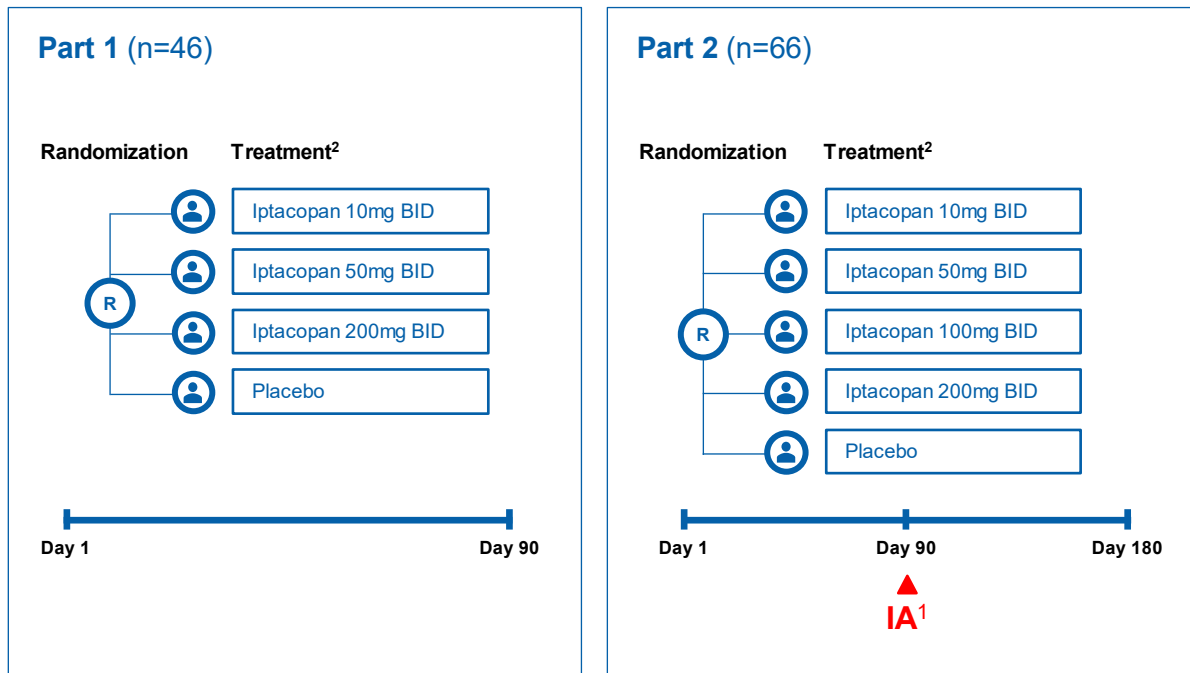 Part 1 (n=46)
Randomization Treatment²
Iptacopan 10mg BID
Iptacopan 50mg BID
R
Iptacopan 200mg BID
Placebo
Day 1 Day 90
Part 2 (n=66)
Randomization Treatment²
Iptacopan 10mg BID
Iptacopan 50mg BID
R
Iptacopan 100mg BID
Iptacopan 200mg BID
Placebo
Day 1 Day 90 Day 180
IA¹